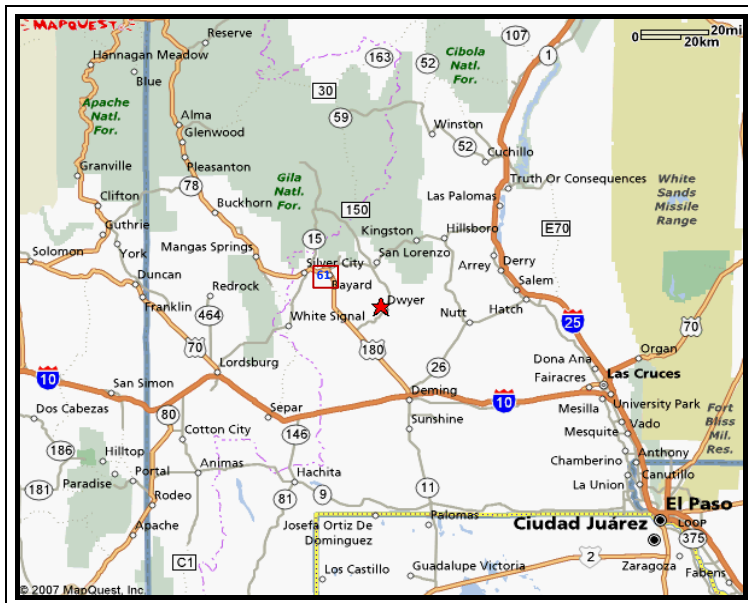 MAPQUEST
Reserve
107
1
20mi
0
20km
Hannagan Meadow
Blue
163
52
Cibola
Natl.
For.
30
59
Apache
Natl.
For.
Alma
Glenwood
Winston
52
Cuchillo
Pleasanton
Granville
78
Gila
Natl.
For.
Truth Or Consequences
Las Palomas
White
Sands
Missile
Range
Clifton
Buckhorn
150
Kingston
Hillsboro
E70
Guthrie
15
Solomon
York
Mangas Springs
Silver City
San Lorenzo
Arrey
Derry
61
Duncan
Redrock
Bayard
Dwyer
Salem
Franklin
464
White Signal
Nutt
Hatch
25
70
70
180
Organ
Lordsburg
26
Dona Ana
Las Cruces
10
San Simon
Deming
Fairacres
10
Mesilla
University Park
Dos Cabezas
80
Separ
Sunshine
Vado
Fort
Bliss
Mil.
Res.
Cotton City
146
Mesquite
186
Hilltop
Chamberino
Anthony
Portal
Animas
Hachita
Canutillo
Paradise
La Union
181
81
9
11
Rodeo
El Paso
Josefa Ortiz De
Dominguez
Palomas
Ciudad Juárez
LOOP
375
Apache
C1
2
Zaragoza
Los Castillo
Guadalupe Victoria
Fabens
© 2007 MapQuest, Inc